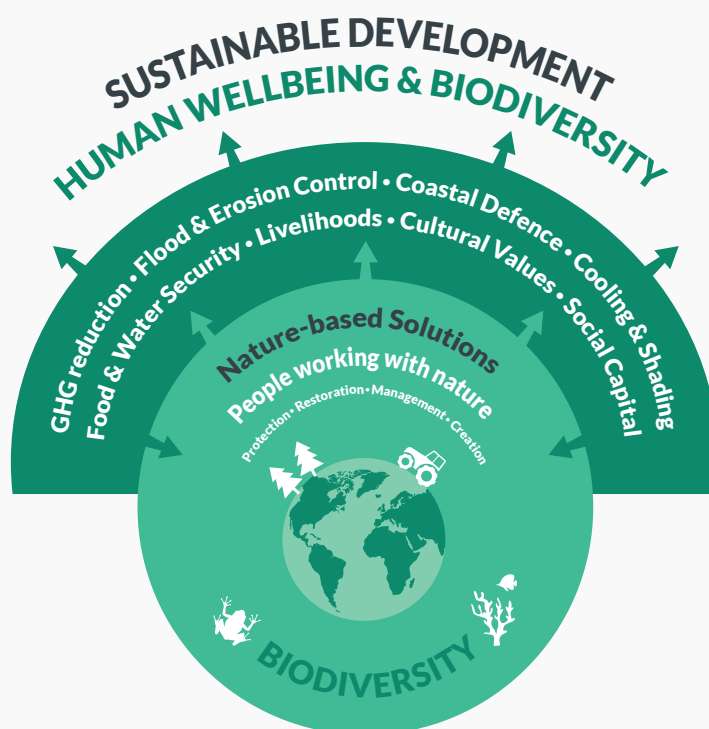 SUSTAINABLE DEVELOPMENT
HUMAN WELLBEING & BIODIVERSITY
GHG reduction • Flood & Erosion Control • Coastal Defence • Cooling & Shading
Food & Water Security • Livelihoods • Cultural Values • Social Capital
Nature-based Solutions
People working with nature
Protection • Restoration • Management • Creation
BIODIVERSITY